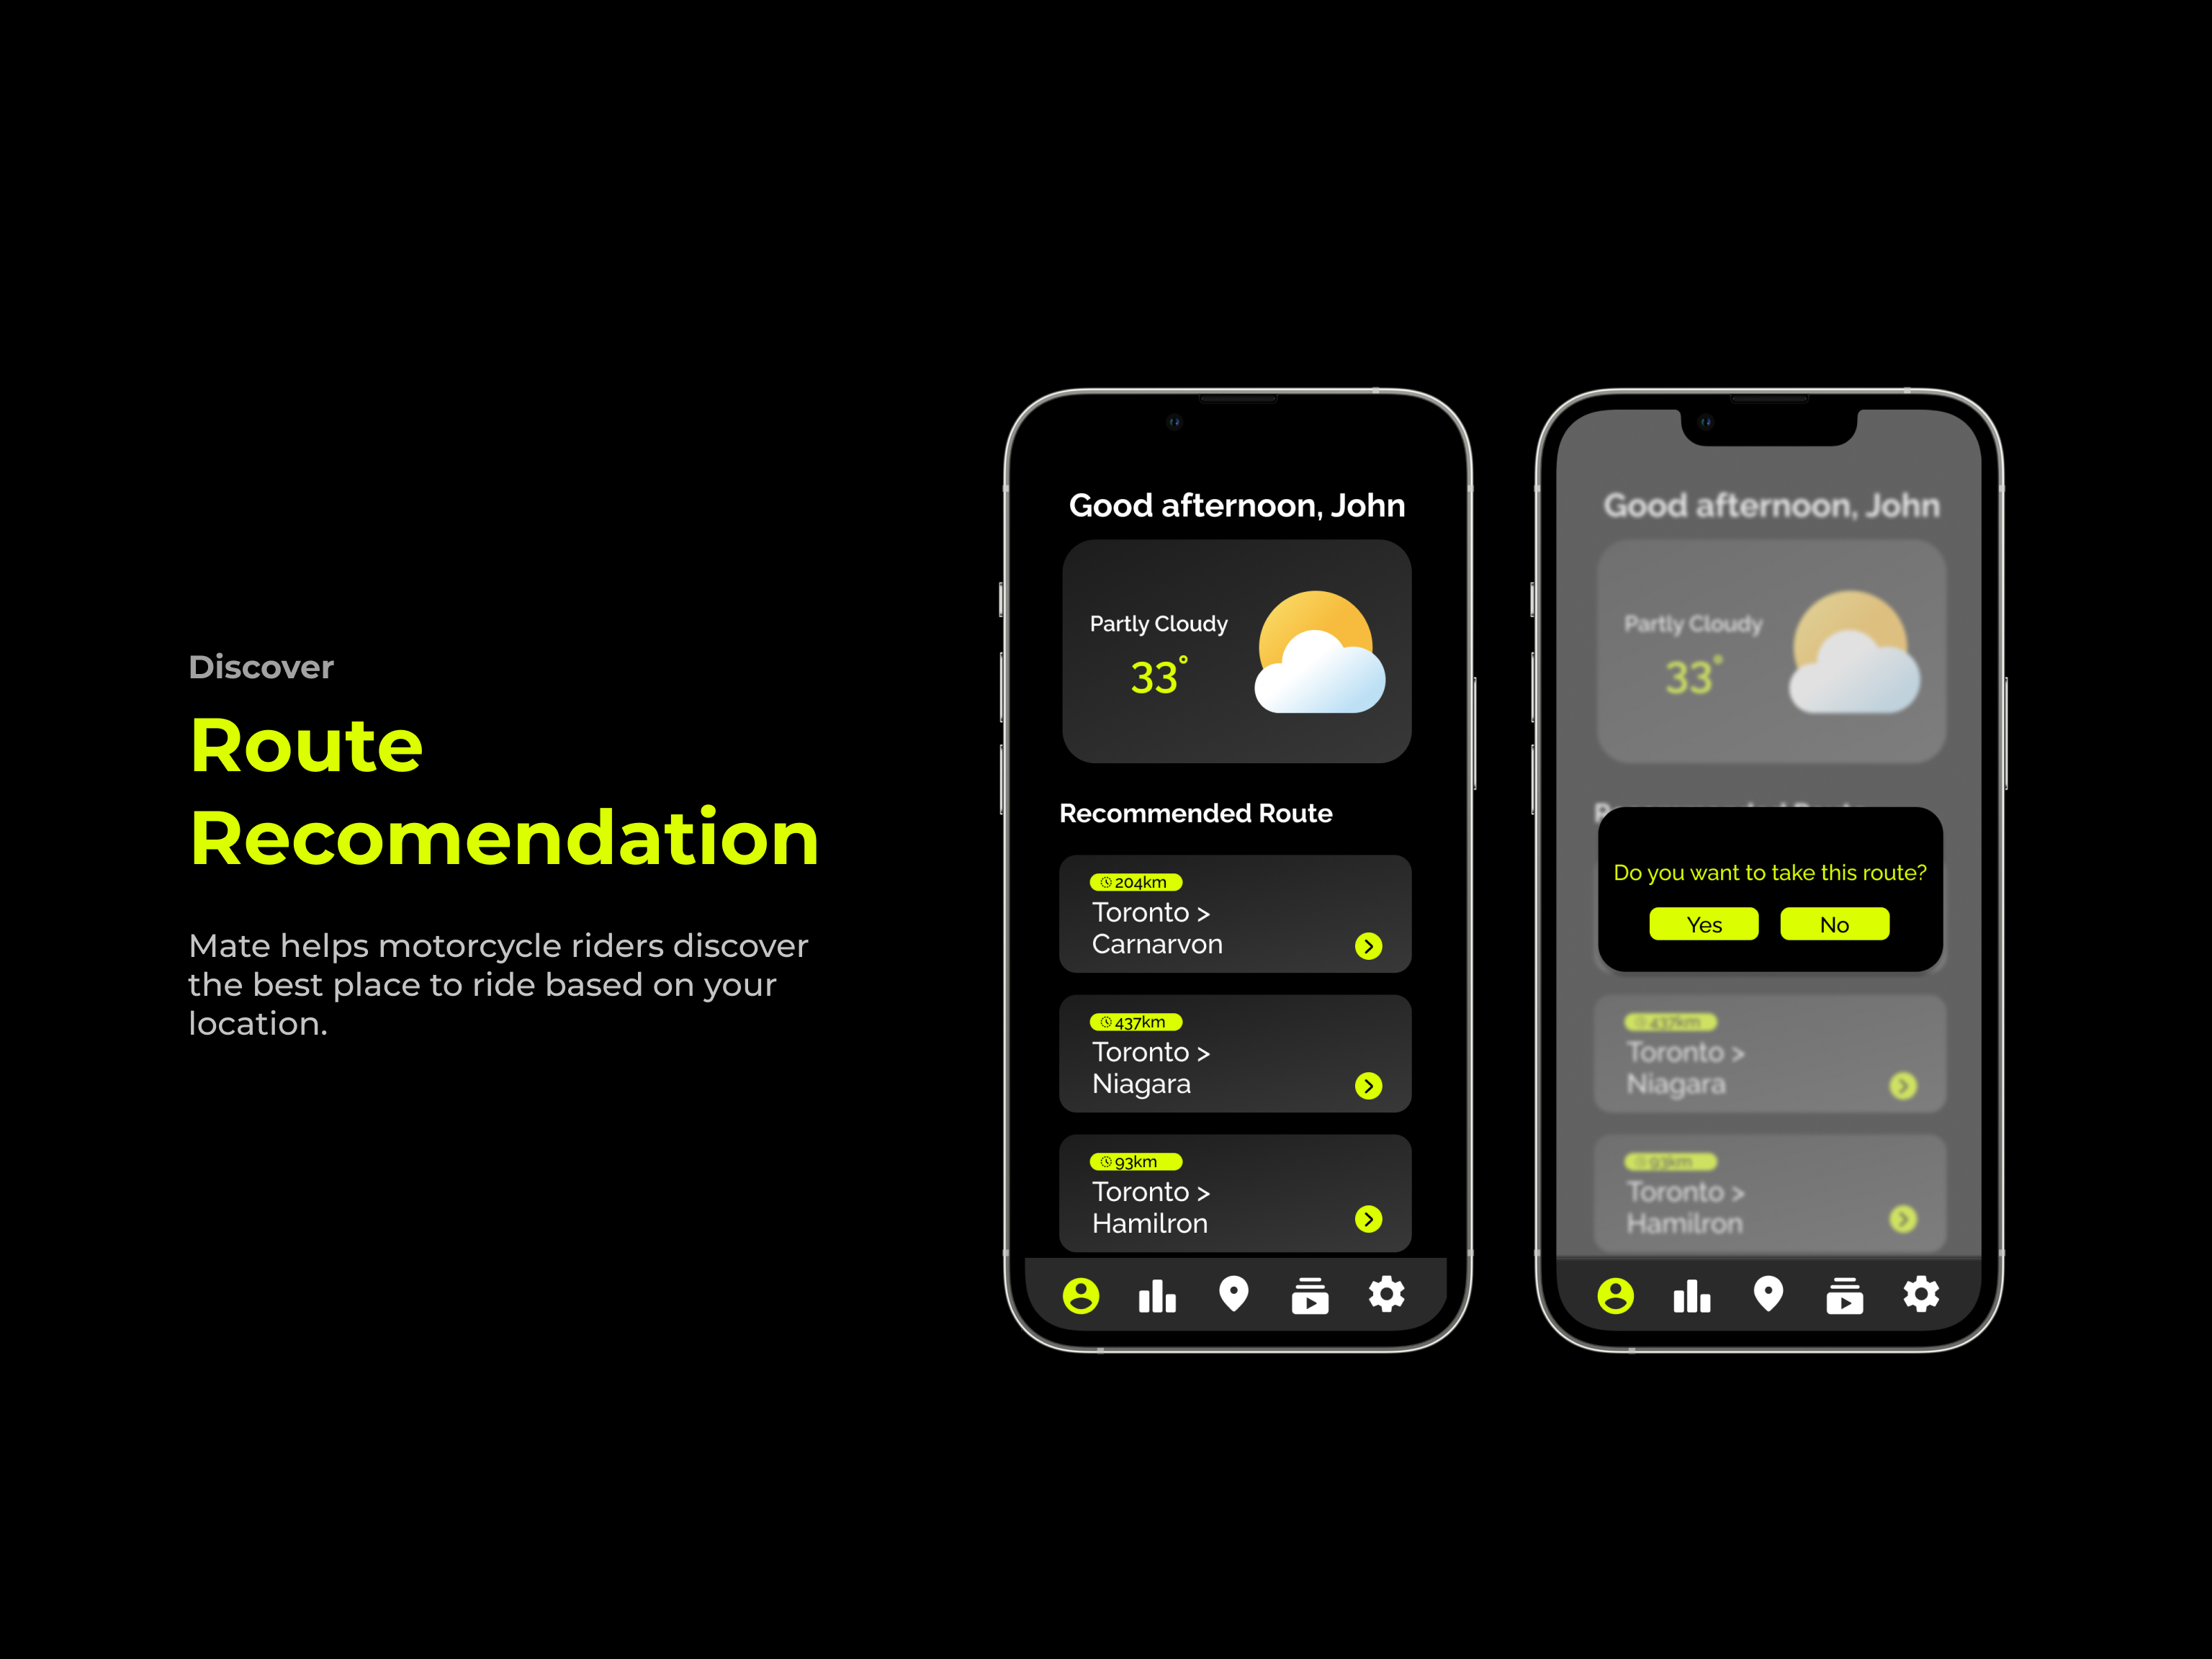 Discover
Route
Recomendation
Mate helps motorcycle riders discover
the best place to ride based on your
location.
Good afternoon, John
Partly Cloudy
33°
Recommended Route
204km
Toronto >
Carnarvon
437km
Toronto >
Niagara
93km
Toronto >
Hamilron
Good afternoon, John
Partly Cloudy
33°
Do you want to take this route?
Yes
No
437km
Toronto >
Niagara
93km
Toronto >
Hamilron